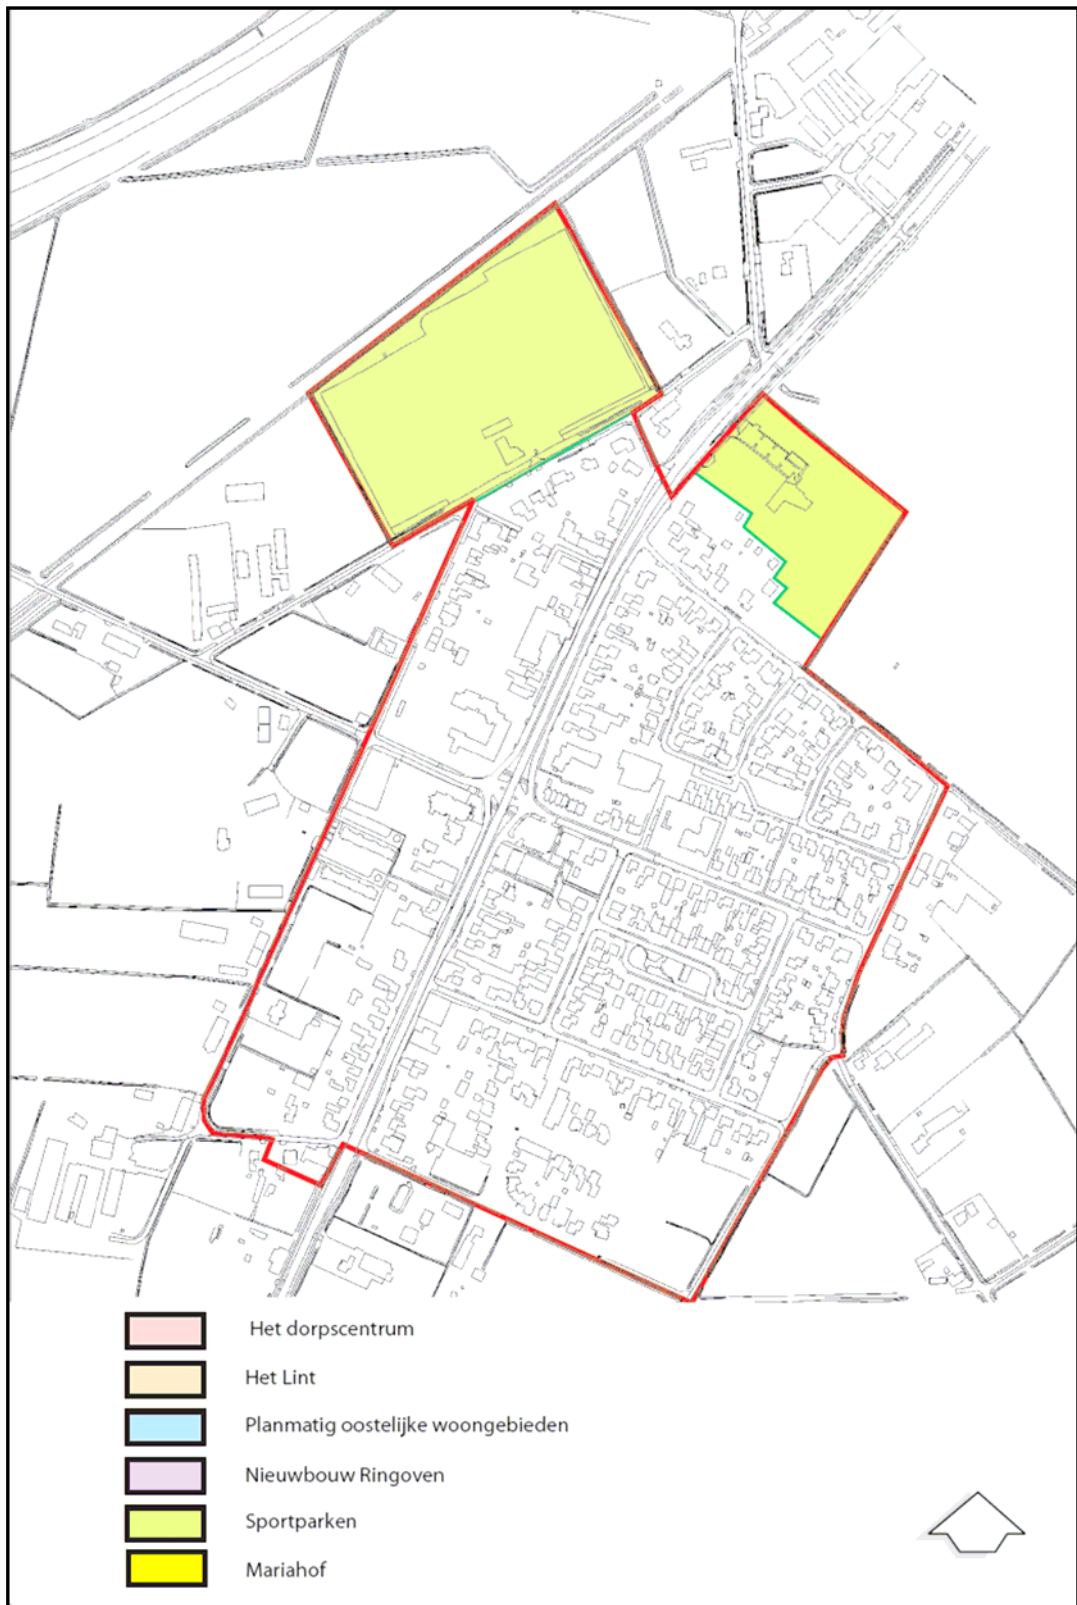 Het dorpscentrum
Het Lint
Planmatig oostelijke woongebieden
Nieuwbouw Ringoven
Sportparken
Mariahof